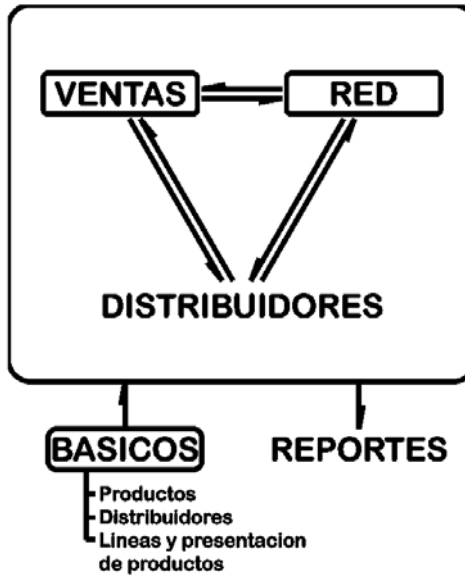 VENTAS
RED
DISTRIBUIDORES
BASICOS
REPORTES
Productos
Distribuidores
Lineas y presentacion
de productos